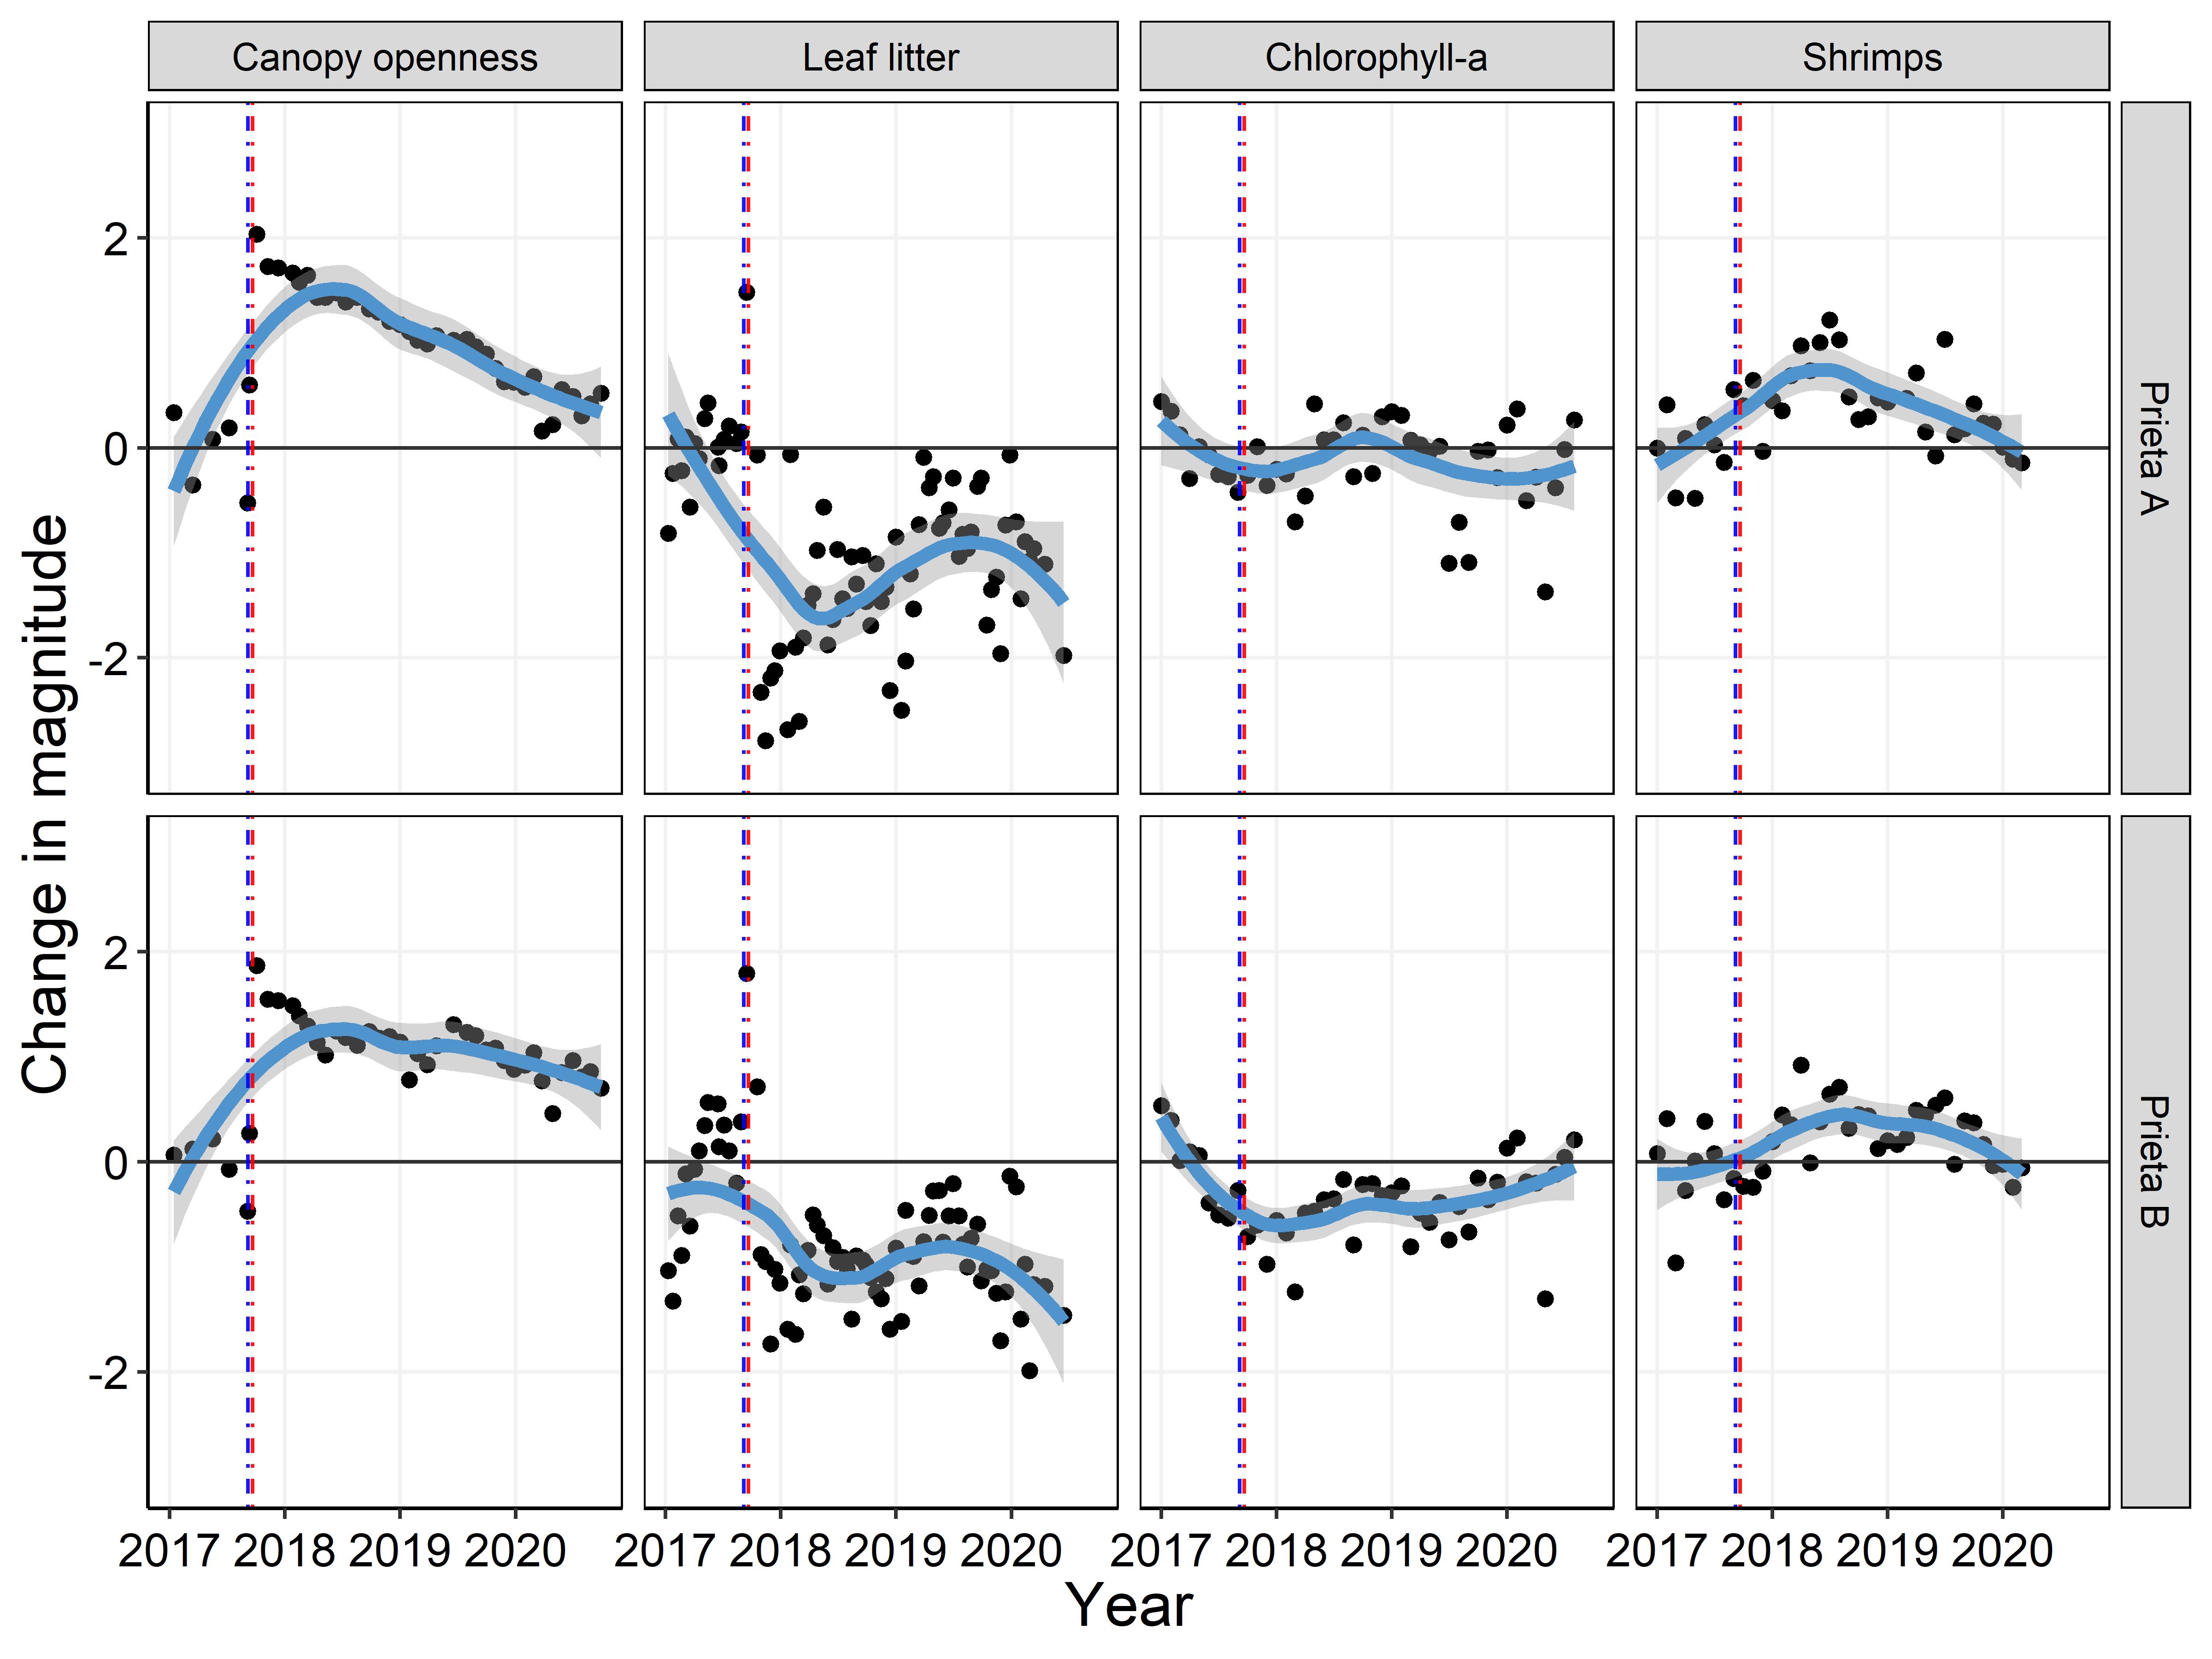 Canopy openness Leaf litter Chlorophyll-a Shrimps
Change in magnitude
2
0
-2
Prieta A
2
0
-2
Prieta B
2017 2018 2019 2020 2017 2018 2019 2020 2017 2018 2019 2020 2017 2018 2019 2020
Year